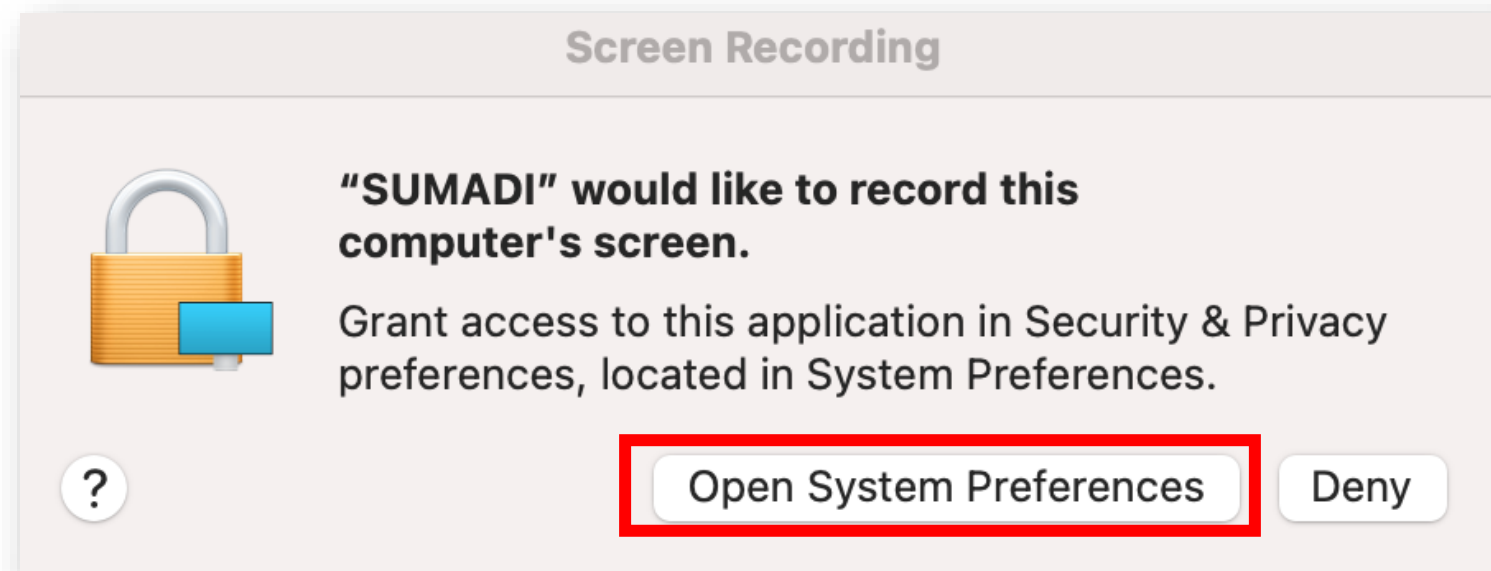 Screen Recording
“SUMADI” would like to record this
computer's screen.
Grant access to this application in Security & Privacy
preferences, located in System Preferences.
? Open System Preferences Deny